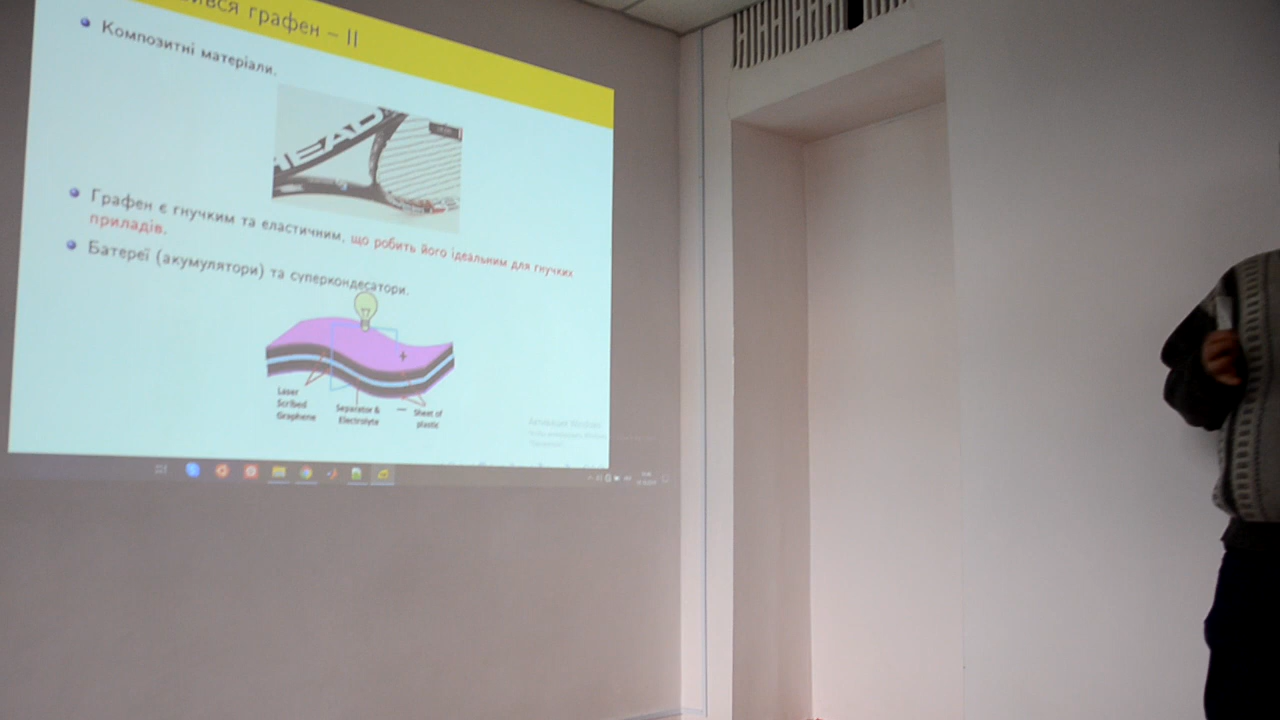 графен – II
Композитні матеріали.
HEAD
Графен є гнучким та еластичним, що робить його ідеальним для гнучких
приладів.
Батереї (акумулятори) та суперкондесатори.
+
Laser
Scribed
Graphene
Separator &
Electrolyte
—
Sheet of
plastic